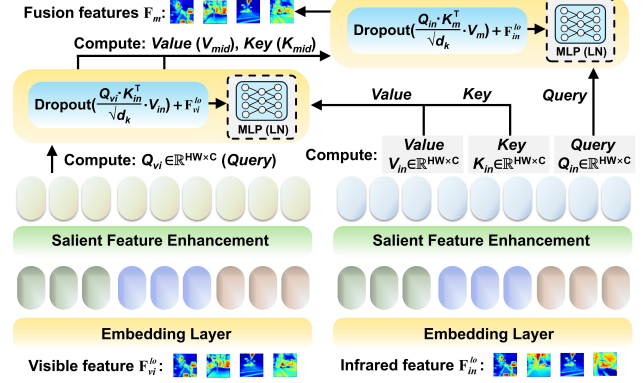 Fusion features F_m:
Compute: Value (V_mid), Key (K_mid)
Dropout(Q_in·K_m^T/√d_k·V_m)+F_in^lo
MLP (LN)
Dropout(Q_vi·K_in^T/√d_k·V_in)+F_vi^lo
MLP (LN)
Value Key
Query
Compute: Q_vi∈ℝ^HW×C (Query)
Compute:
Value
V_in∈ℝ^HW×C
Key
K_in∈ℝ^HW×C
Query
Q_in∈ℝ^HW×C
Salient Feature Enhancement
Salient Feature Enhancement
Embedding Layer
Embedding Layer
Visible feature F_vi^lo:
Infrared feature F_in^lo: